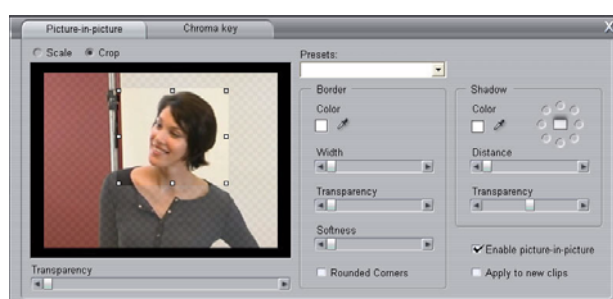 Picture-in-picture
Chroma key
X
Scale
Crop
Presets:
Border
Color
Width
Transparency
Softness
Rounded Corners
Shadow
Color
Distance
Transparency
Enable picture-in-picture
Apply to new clips
Transparency